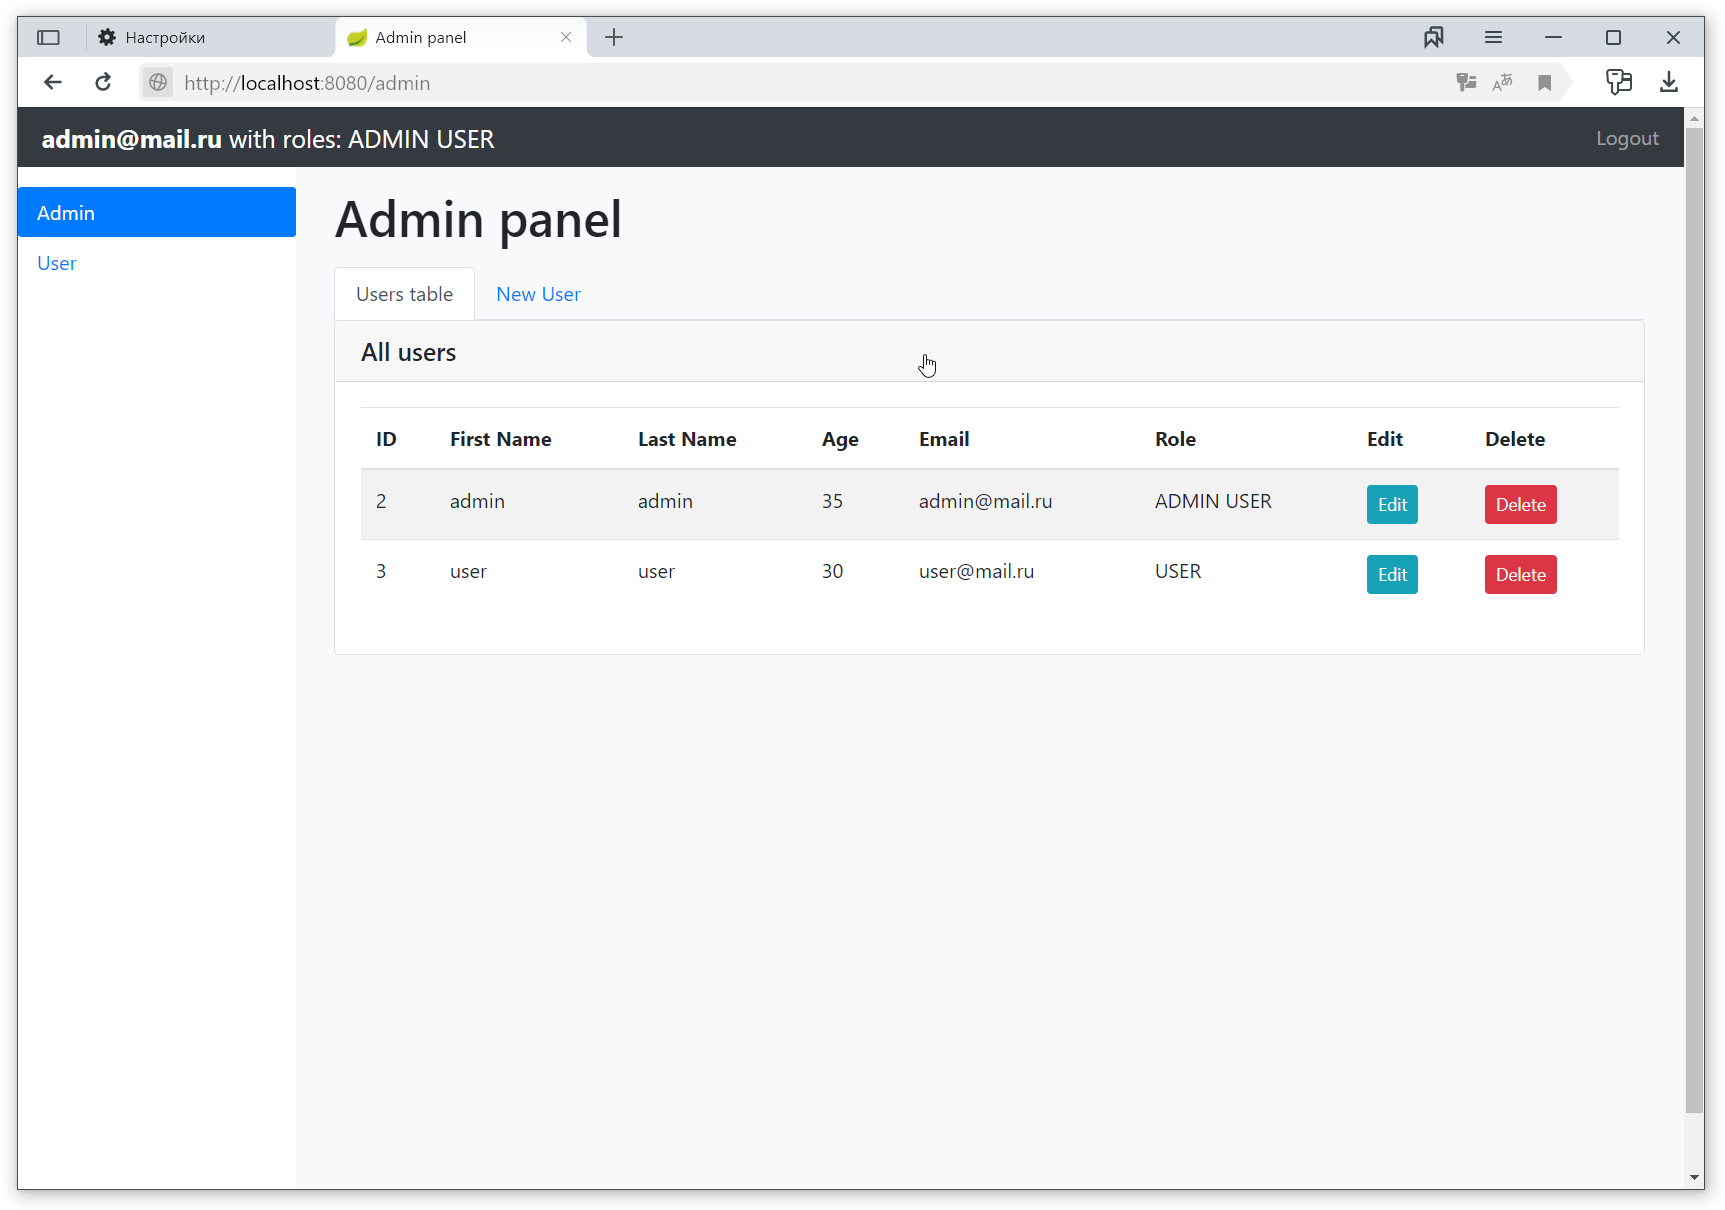 Настройки
Admin panel
http://localhost:8080/admin
admin@mail.ru with roles: ADMIN USER
Logout
Admin
User
Admin panel
Users table
New User
All users
ID First Name Last Name Age Email Role Edit Delete
2 admin admin 35 admin@mail.ru ADMIN USER Edit Delete
3 user user 30 user@mail.ru USER Edit Delete